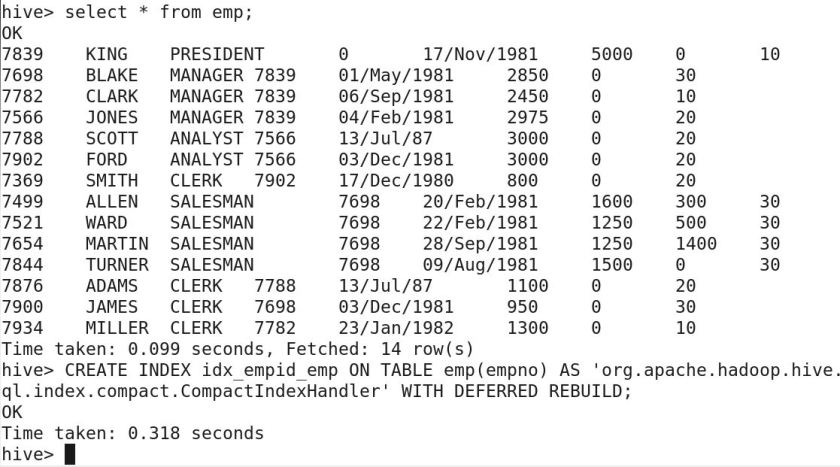 hive> select * from emp;
OK
7839 KING PRESIDENT 0 17/Nov/1981 5000 0 10
7698 BLAKE MANAGER 7839 01/May/1981 2850 0 30
7782 CLARK MANAGER 7839 06/Sep/1981 2450 0 10
7566 JONES MANAGER 7839 04/Feb/1981 2975 0 20
7788 SCOTT ANALYST 7566 13/Jul/87 3000 0 20
7902 FORD ANALYST 7566 03/Dec/1981 3000 0 20
7369 SMITH CLERK 7902 17/Dec/1980 800 0 20
7499 ALLEN SALESMAN 7698 20/Feb/1981 1600 300 30
7521 WARD SALESMAN 7698 22/Feb/1981 1250 500 30
7654 MARTIN SALESMAN 7698 28/Sep/1981 1250 1400 30
7844 TURNER SALESMAN 7698 09/Aug/1981 1500 0 30
7876 ADAMS CLERK 7788 13/Jul/87 1100 0 20
7900 JAMES CLERK 7698 03/Dec/1981 950 0 30
7934 MILLER CLERK 7782 23/Jan/1982 1300 0 10
Time taken: 0.099 seconds, Fetched: 14 row(s)
hive> CREATE INDEX idx_empid_emp ON TABLE emp(empno) AS 'org.apache.hadoop.hive.
ql.index.compact.CompactIndexHandler' WITH DEFERRED REBUILD;
OK
Time taken: 0.318 seconds
hive>